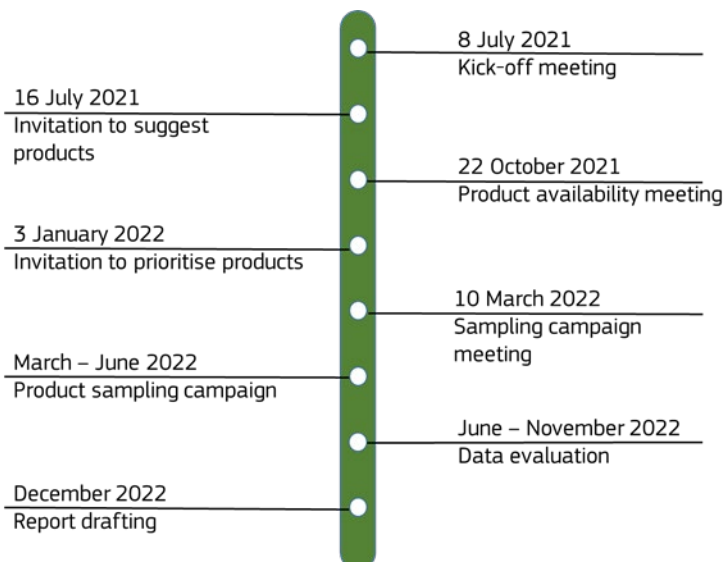 8 July 2021
Kick-off meeting
16 July 2021
Invitation to suggest
products
22 October 2021
Product availability meeting
3 January 2022
Invitation to prioritise products
10 March 2022
Sampling campaign
meeting
March – June 2022
Product sampling campaign
June – November 2022
Data evaluation
December 2022
Report drafting